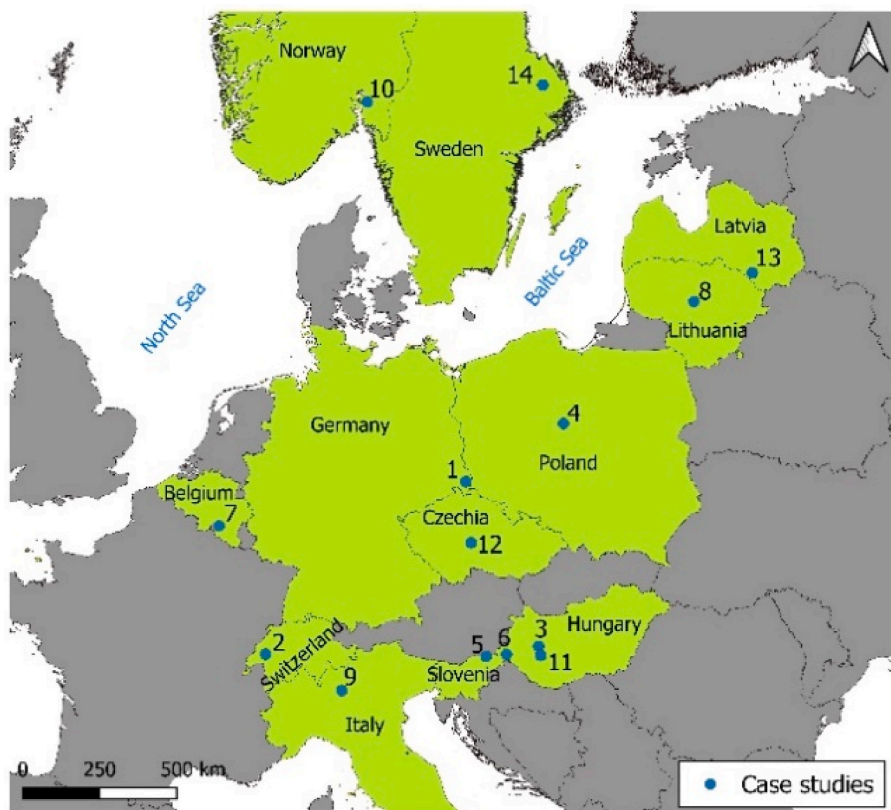 Norway
10
14
Sweden
Latvia
13
8
Lithuania
Baltic Sea
North Sea
Germany
4
Poland
1
Belgium
7
Czechia
12
2
Switzerland
9
Italy
5
6
Slovenia
3
Hungary
11
0 250 500 km
Case studies